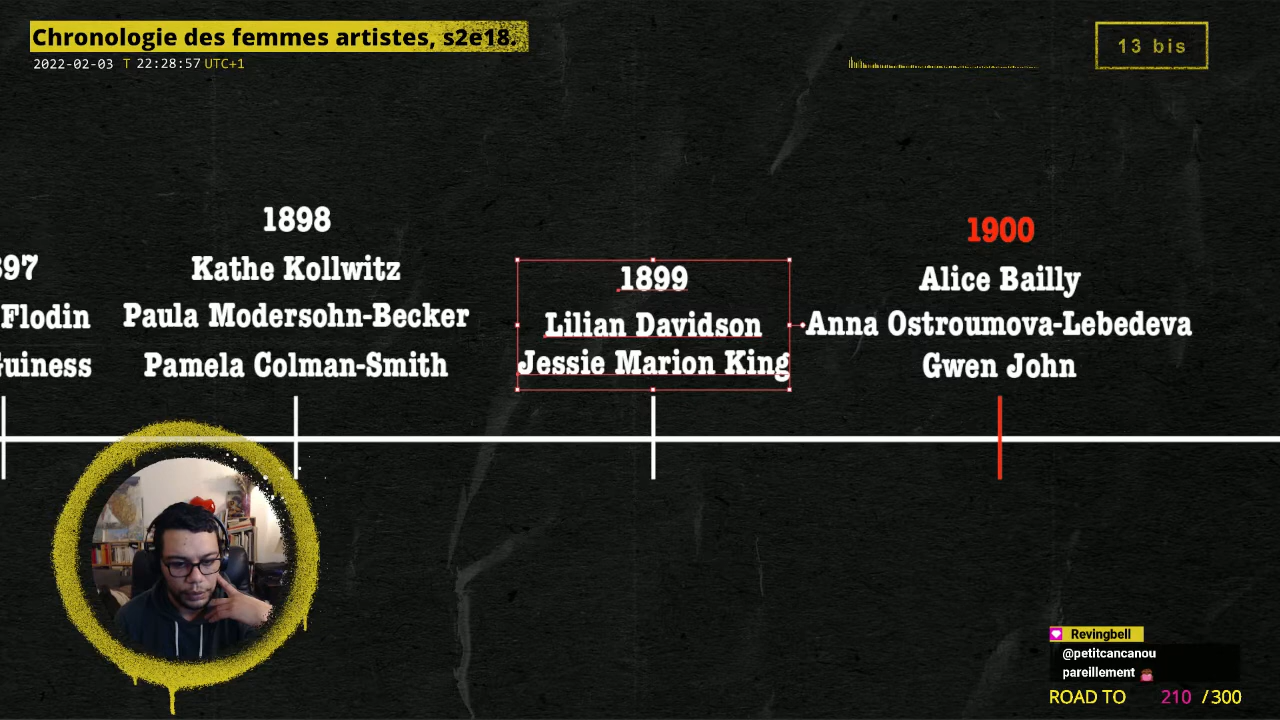 Chronologie des femmes artistes, s2e18.
2022-02-03 T 22:28:57 UTC+1
13 bis
1898
Kathe Kollwitz
Paula Modersohn-Becker
Pamela Colman-Smith
97
Flodin
Guiness
1899
Lilian Davidson
Jessie Marion King
1900
Alice Bailly
Anna Ostroumova-Lebedeva
Gwen John
Revingbell
@petitcancanou
pareillement
ROAD TO 210 / 300